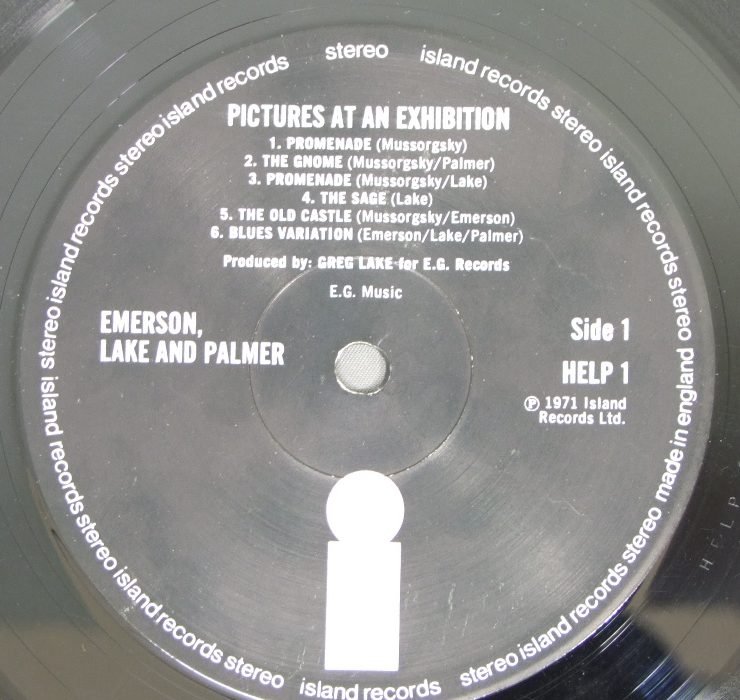 stereo island records stereo island records stereo made in england stereo island records stereo island records stereo island records stereo island records stereo island records stereo island records
PICTURES AT AN EXHIBITION
1. PROMENADE (Mussorgsky)
2. THE GNOME (Mussorgsky/Palmer)
3. PROMENADE (Mussorgsky/Lake)
4. THE SAGE (Lake)
5. THE OLD CASTLE (Mussorgsky/Emerson)
6. BLUES VARIATION (Emerson/Lake/Palmer)
Produced by: GREG LAKE for E.G. Records
E.G. Music
EMERSON,
LAKE AND PALMER
Side 1
HELP 1
℗ 1971 Island
Records Ltd.
i
HELP